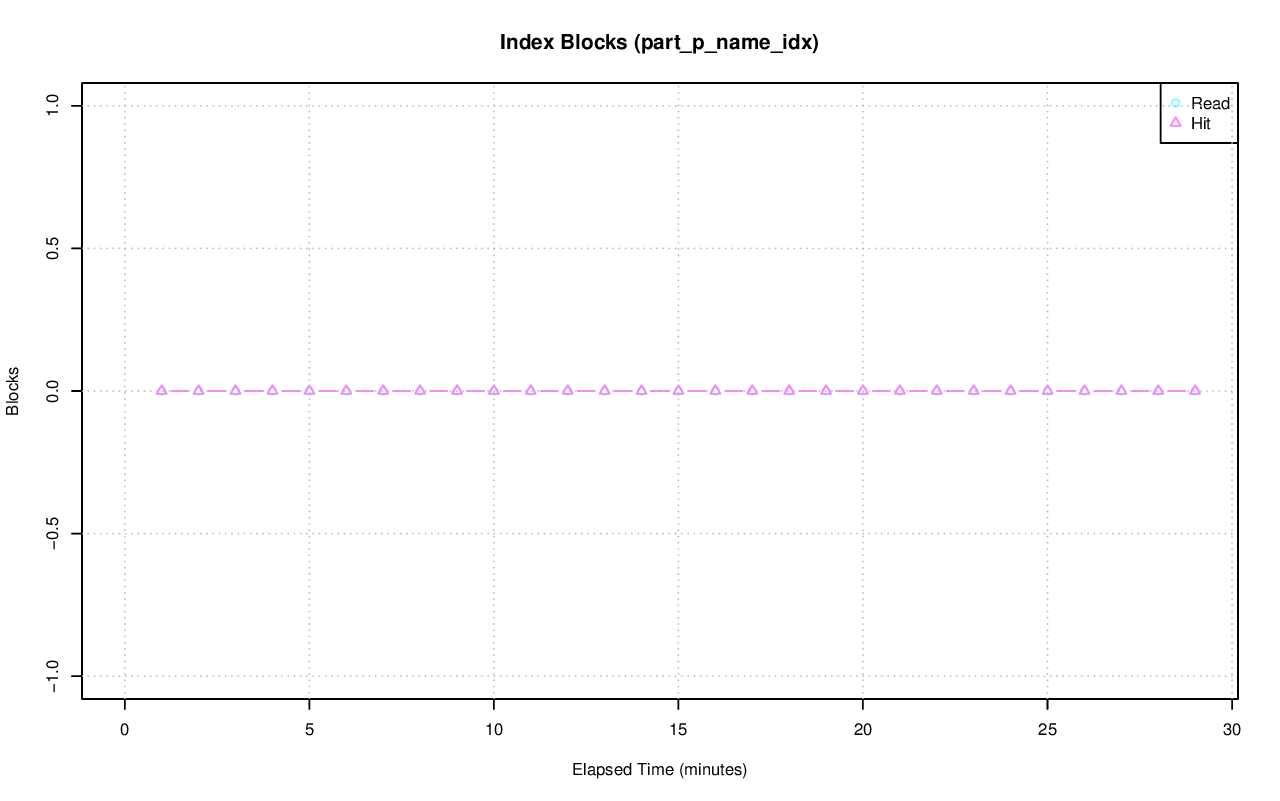 Index Blocks (part_p_name_idx)
Read
Hit
Blocks
1.0
0.5
0.0
−0.5
−1.0
0 5 10 15 20 25 30
Elapsed Time (minutes)